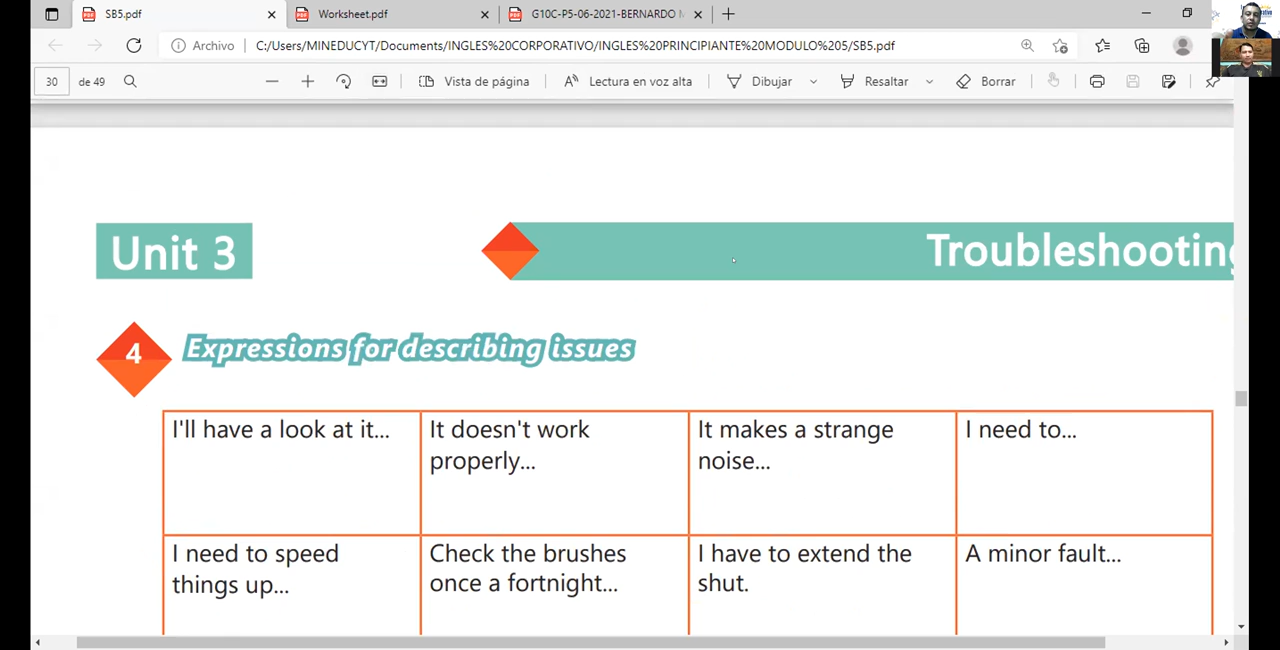 SB5.pdf
Worksheet.pdf
G10C-P5-06-2021-BERNARDO
Archivo
C:/Users/MINEDUCYT/Documents/INGLES%20CORPORATIVO/INGLES%20PRINCIPIANTE%20MODULO%205/SB5.pdf
30
de 49
Vista de página
Lectura en voz alta
Dibujar
Resaltar
Borrar
Unit 3
Troubleshooting
4
Expressions for describing issues
I'll have a look at it...
It doesn't work
properly...
It makes a strange
noise...
I need to...
I need to speed
things up...
Check the brushes
once a fortnight...
I have to extend the
shut.
A minor fault...